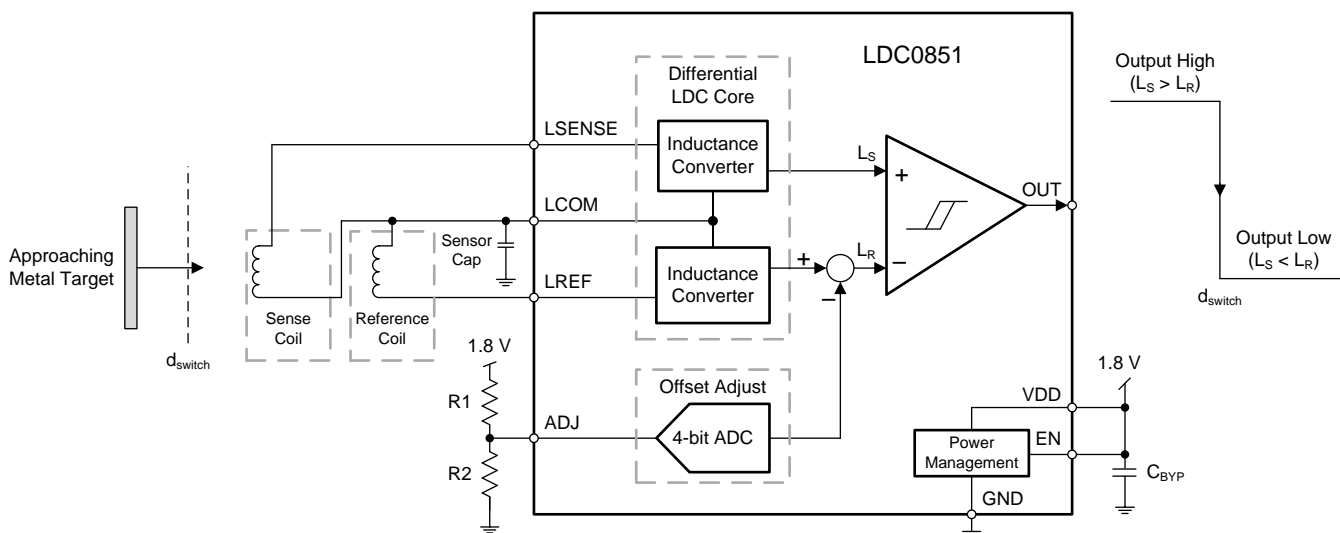 LDC0851
Approaching
Metal Target
dswitch
Sense
Coil
Reference
Coil
Sensor
Cap
LSENSE
LCOM
LREF
Differential
LDC Core
Inductance
Converter
Inductance
Converter
LS
LR
+
−
+
−
OUT
Output High
(LS > LR)
Output Low
(LS < LR)
dswitch
1.8 V
R1
R2
ADJ
Offset Adjust
4-bit ADC
VDD
EN
Power
Management
GND
1.8 V
CBYP